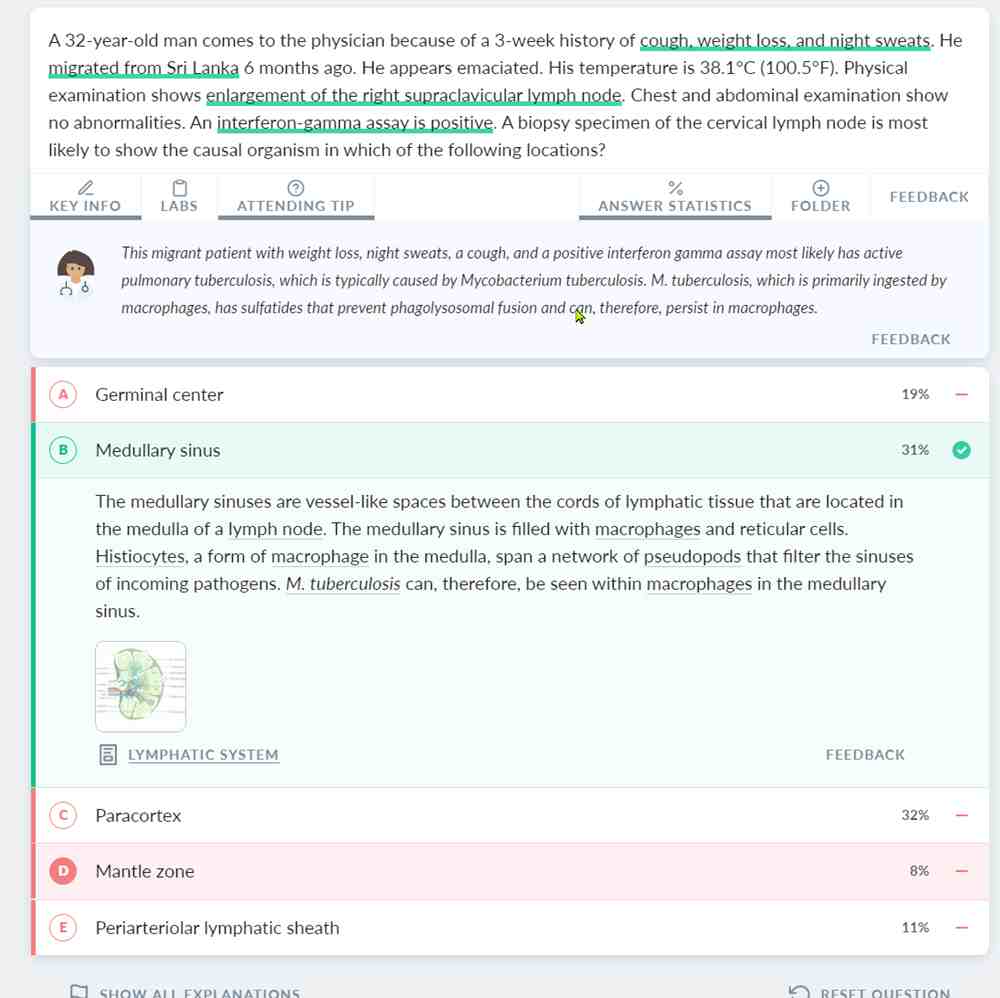 A 32-year-old man comes to the physician because of a 3-week history of cough, weight loss, and night sweats. He
migrated from Sri Lanka 6 months ago. He appears emaciated. His temperature is 38.1°C (100.5°F). Physical
examination shows enlargement of the right supraclavicular lymph node. Chest and abdominal examination show
no abnormalities. An interferon-gamma assay is positive. A biopsy specimen of the cervical lymph node is most
likely to show the causal organism in which of the following locations?
KEY INFO LABS ATTENDING TIP ANSWER STATISTICS FOLDER FEEDBACK
This migrant patient with weight loss, night sweats, a cough, and a positive interferon gamma assay most likely has active
pulmonary tuberculosis, which is typically caused by Mycobacterium tuberculosis. M. tuberculosis, which is primarily ingested by
macrophages, has sulfatides that prevent phagolysosomal fusion and can, therefore, persist in macrophages.
FEEDBACK
A Germinal center 19%
B Medullary sinus 31%
The medullary sinuses are vessel-like spaces between the cords of lymphatic tissue that are located in
the medulla of a lymph node. The medullary sinus is filled with macrophages and reticular cells.
Histiocytes, a form of macrophage in the medulla, span a network of pseudopods that filter the sinuses
of incoming pathogens. M. tuberculosis can, therefore, be seen within macrophages in the medullary
sinus.
LYMPHATIC SYSTEM FEEDBACK
C Paracortex 32%
D Mantle zone 8%
E Periarteriolar lymphatic sheath 11%
SHOW ALL EXPLANATIONS RESET QUESTION